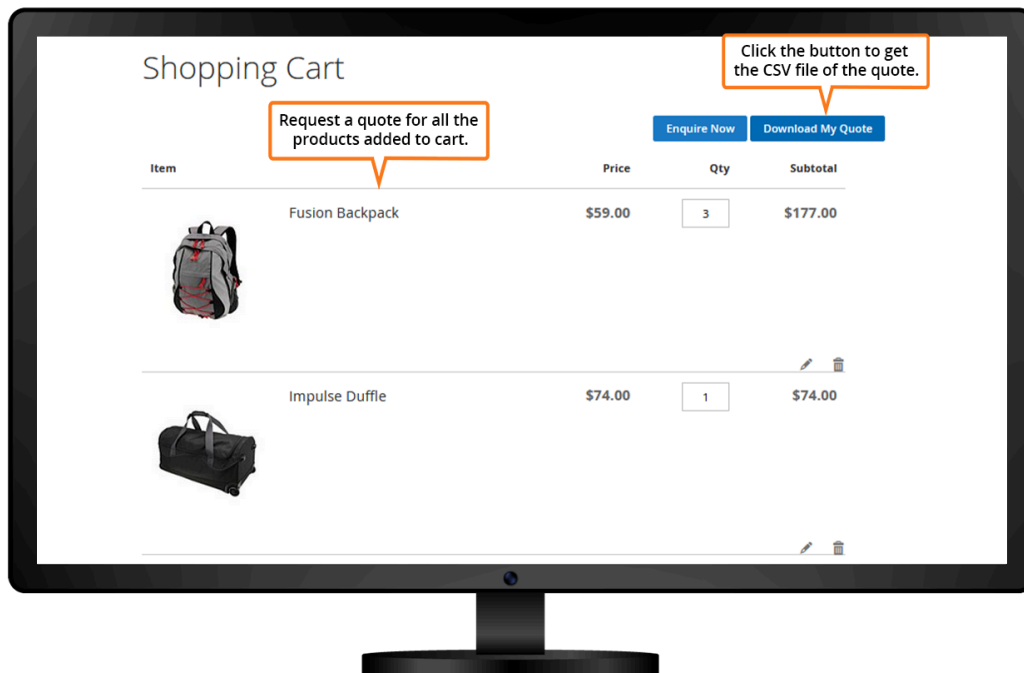 Shopping Cart
Click the button to get
the CSV file of the quote.
Request a quote for all the
products added to cart.
Enquire Now
Download My Quote
Item Price Qty Subtotal
Fusion Backpack $59.00 3 $177.00
Impulse Duffle $74.00 1 $74.00